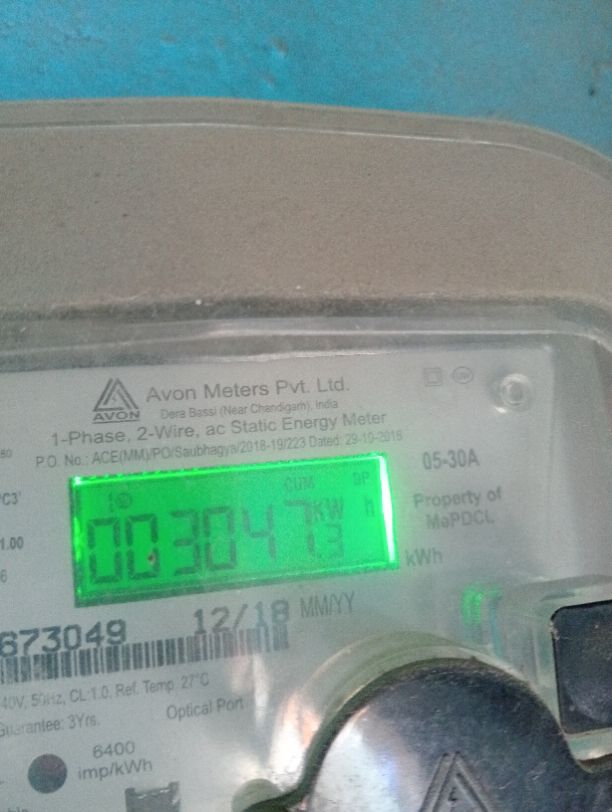 Avon Meters Pvt. Ltd.
AVON
Dera Bassi (Near Chandigarh), India
1-Phase, 2-Wire, ac Static Energy Meter
P.O. No.: ACE(MM)/PO/Saubhagya/2018-19/223 Dated: 29-10-2018
05-30A
Property of
MePDCL
CUM
KW h
003047.3
kWh
1.00
673049
12/18 MM/YY
40V, 50Hz, CL:1.0. Ref. Temp. 27°C
Guarantee: 3Yrs.
Optical Port
6400
imp/kWh